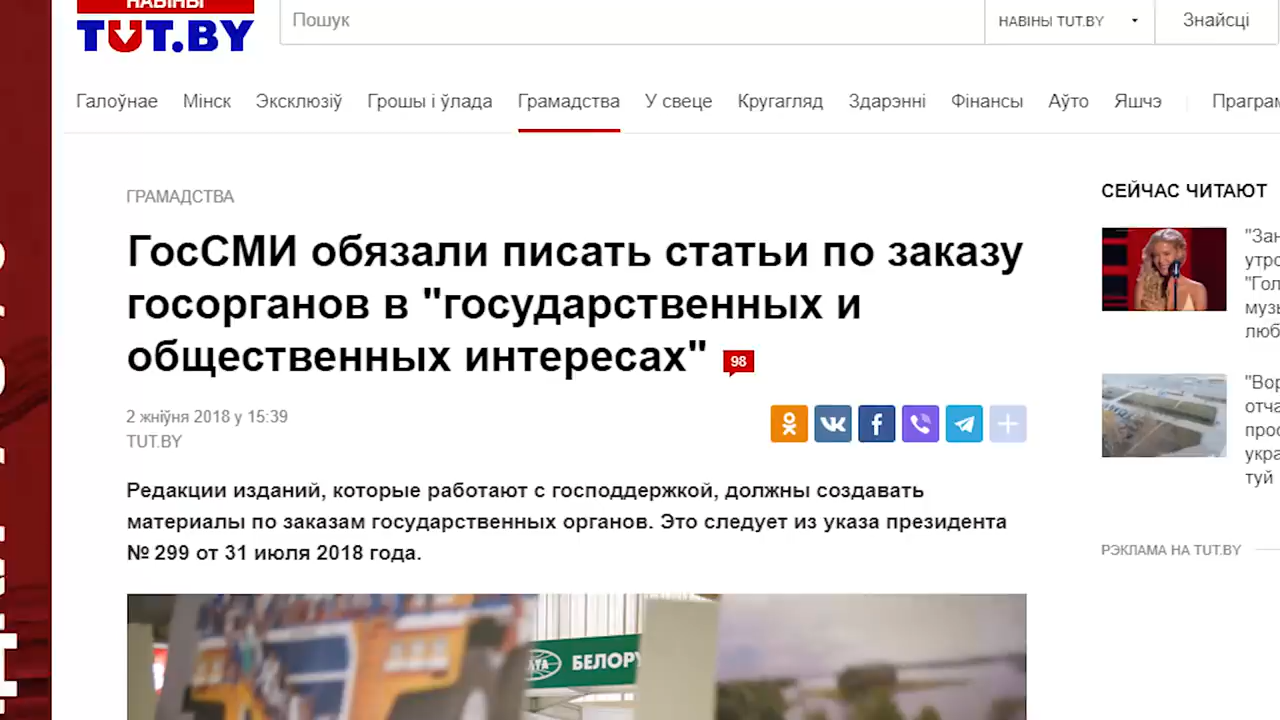 НАВІНЫ
TUT.BY
Пошук
НАВІНЫ TUT.BY
Знайсці
Галоўнае Мінск Эксклюзіў Грошы і ўлада Грамадства У свеце Кругагляд Здарэнні Фінансы Аўто Яшчэ
ГРАМАДСТВА
ГосСМИ обязали писать статьи по заказу
госорганов в "государственных и
общественных интересах" 98
2 жніўня 2018 у 15:39
TUT.BY
Редакции изданий, которые работают с господдержкой, должны создавать
материалы по заказам государственных органов. Это следует из указа президента
№ 299 от 31 июля 2018 года.
СЕЙЧАС ЧИТАЮТ
туй
РЭКЛАМА НА TUT.BY